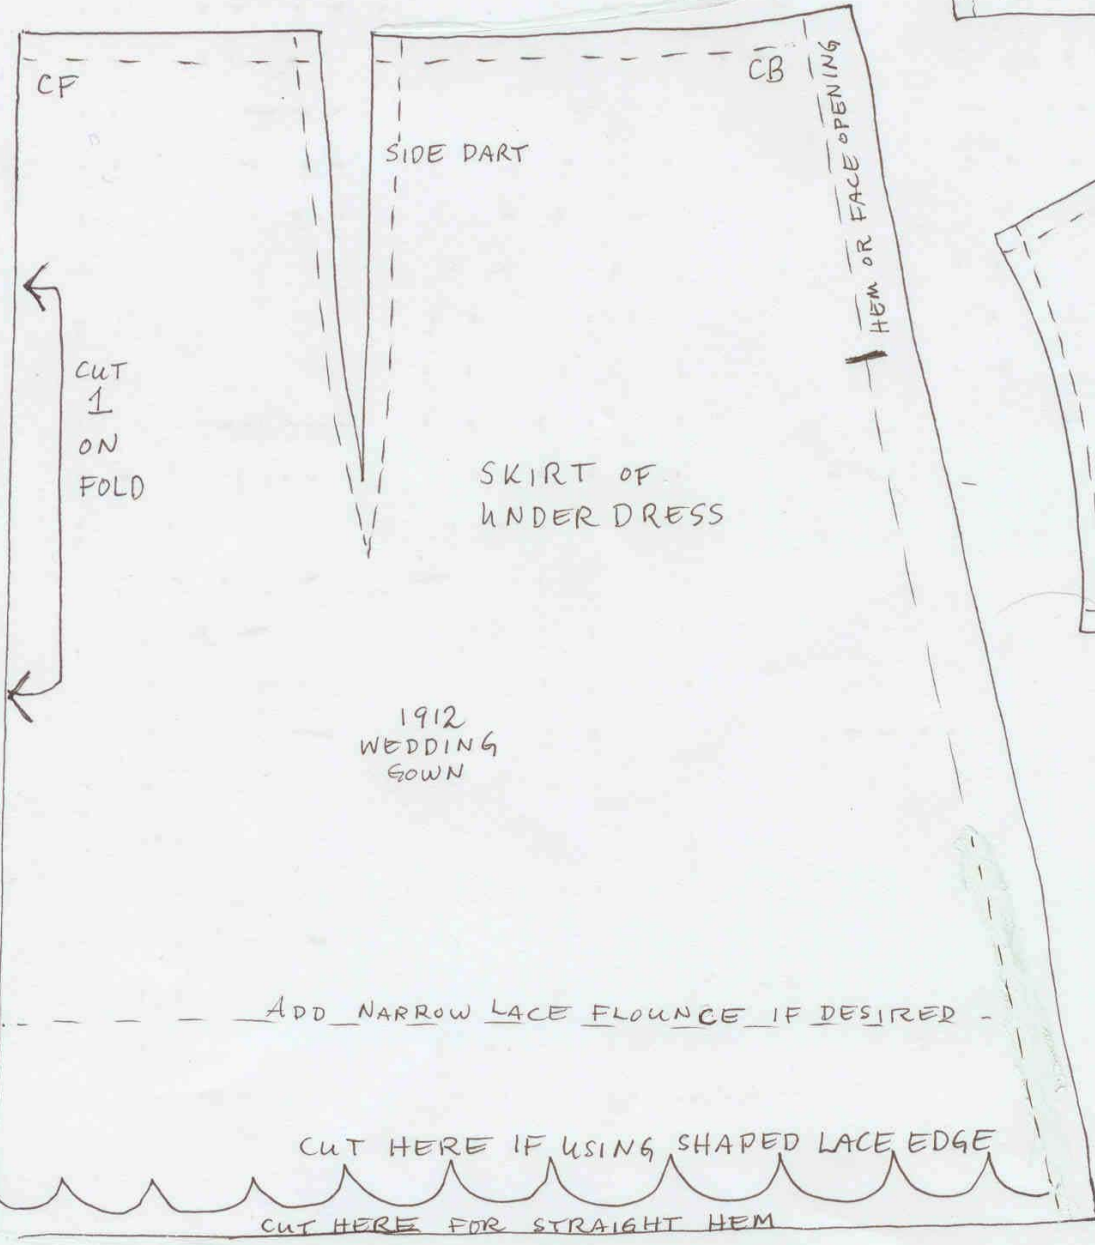 CF
CB
HEM OR FACE OPENING
SIDE DART
CUT
1
ON
FOLD
SKIRT OF
UNDER DRESS
1912
WEDDING
GOWN
ADD NARROW LACE FLOUNCE IF DESIRED
CUT HERE IF USING SHAPED LACE EDGE
CUT HERE FOR STRAIGHT HEM